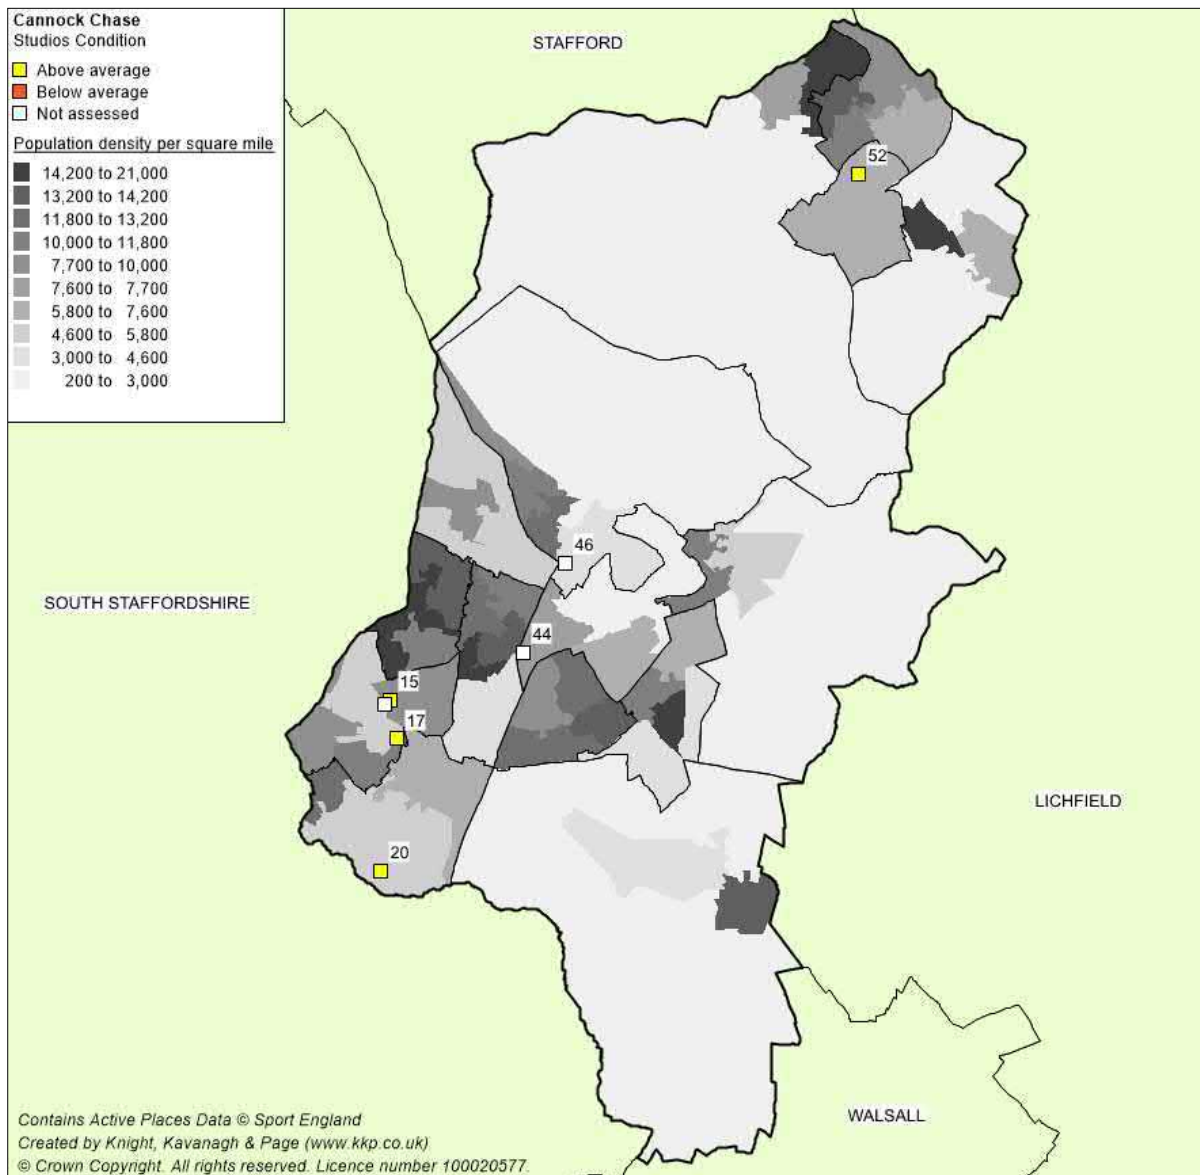 Cannock Chase
Studios Condition
Above average
Below average
Not assessed
Population density per square mile
14,200 to 21,000
13,200 to 14,200
11,800 to 13,200
10,000 to 11,800
7,700 to 10,000
7,600 to 7,700
5,800 to 7,600
4,600 to 5,800
3,000 to 4,600
200 to 3,000
STAFFORD
52
46
SOUTH STAFFORDSHIRE
44
15
17
LICHFIELD
20
WALSALL
Contains Active Places Data © Sport England
Created by Knight, Kavanagh & Page (www.kkp.co.uk)
© Crown Copyright. All rights reserved. Licence number 100020577.